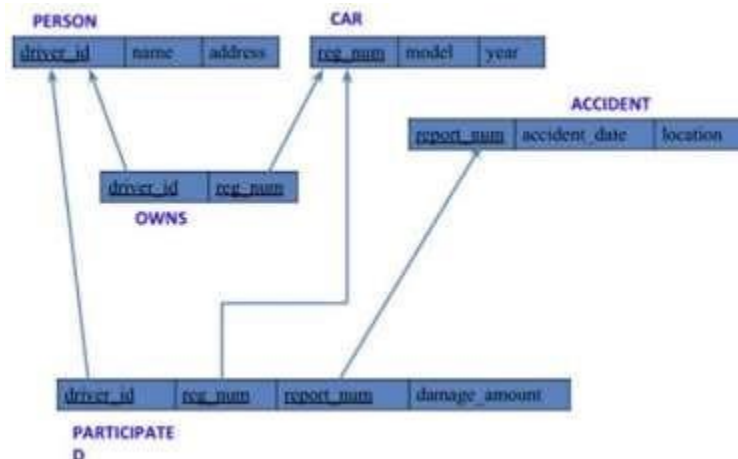 PERSON
CAR
driver_id name address
reg_num model year
ACCIDENT
report_num accident_date location
driver_id reg_num
OWNS
driver_id reg_num report_num damage_amount
PARTICIPATE
D